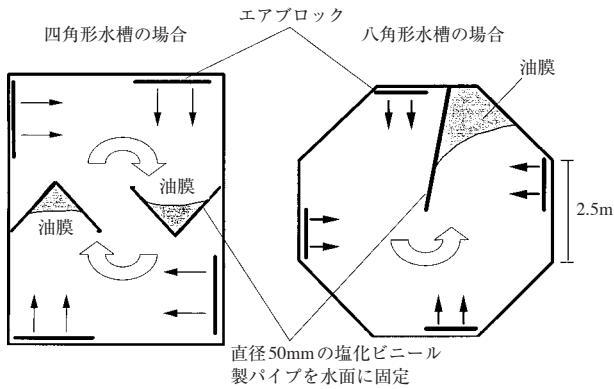 エアブロック
四角形水槽の場合
八角形水槽の場合
油膜
油膜
油膜
2.5m
直径50mmの塩化ビニール
製パイプを水面に固定